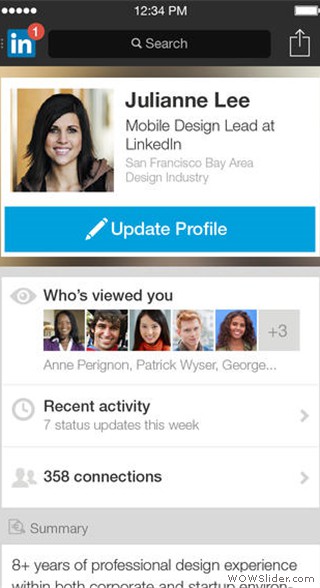 12:34 PM
in
1
Search
Julianne Lee
Mobile Design Lead at
LinkedIn
San Francisco Bay Area
Design Industry
Update Profile
Who's viewed you
+3
Anne Perignon, Patrick Wyser, George...
Recent activity
7 status updates this week
358 connections
Summary
8+ years of professional design experience
within both corporate and startup environ-
WOWSlider.com